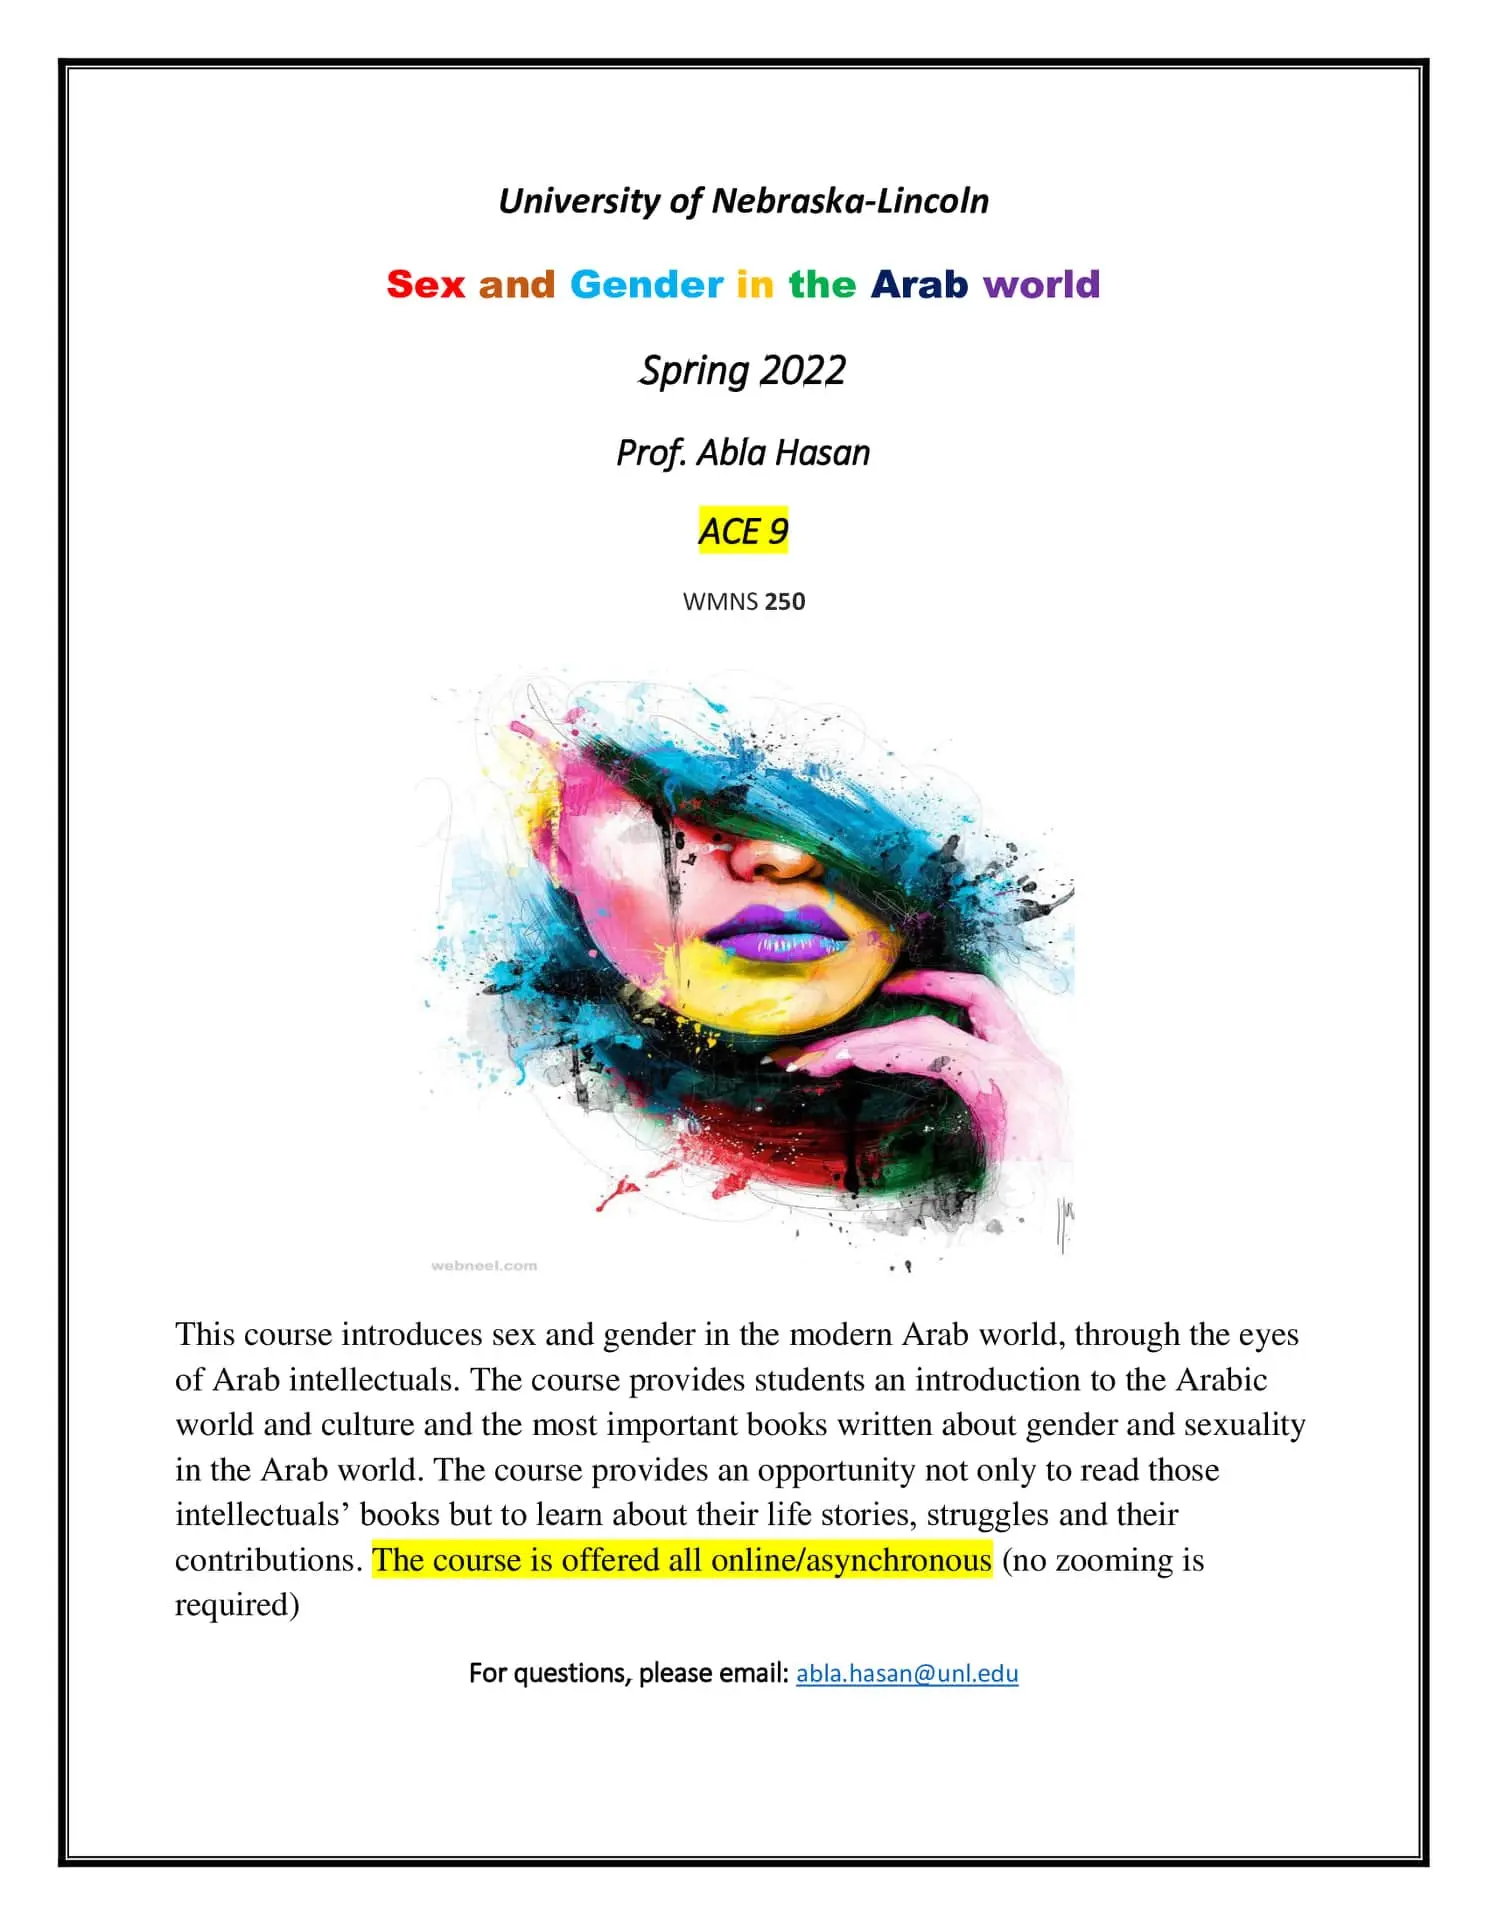 University of Nebraska-Lincoln
Sex and Gender in the Arab world
Spring 2022
Prof. Abla Hasan
ACE 9
WMNS 250
webneel.com
This course introduces sex and gender in the modern Arab world, through the eyes
of Arab intellectuals. The course provides students an introduction to the Arabic
world and culture and the most important books written about gender and sexuality
in the Arab world. The course provides an opportunity not only to read those
intellectuals’ books but to learn about their life stories, struggles and their
contributions. The course is offered all online/asynchronous (no zooming is
required)
For questions, please email: abla.hasan@unl.edu